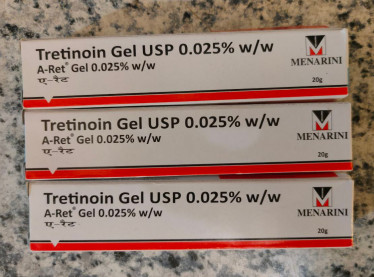 Tretinoin Gel USP 0.025% w/w
A-Ret® Gel 0.025% w/w
ए-रैट
MENARINI
20g
Tretinoin Gel USP 0.025% w/w
A-Ret® Gel 0.025% w/w
ए-रैट
MENARINI
20g
Tretinoin Gel USP 0.025% w/w
A-Ret® Gel 0.025% w/w
ए-रैट
MENARINI
20g